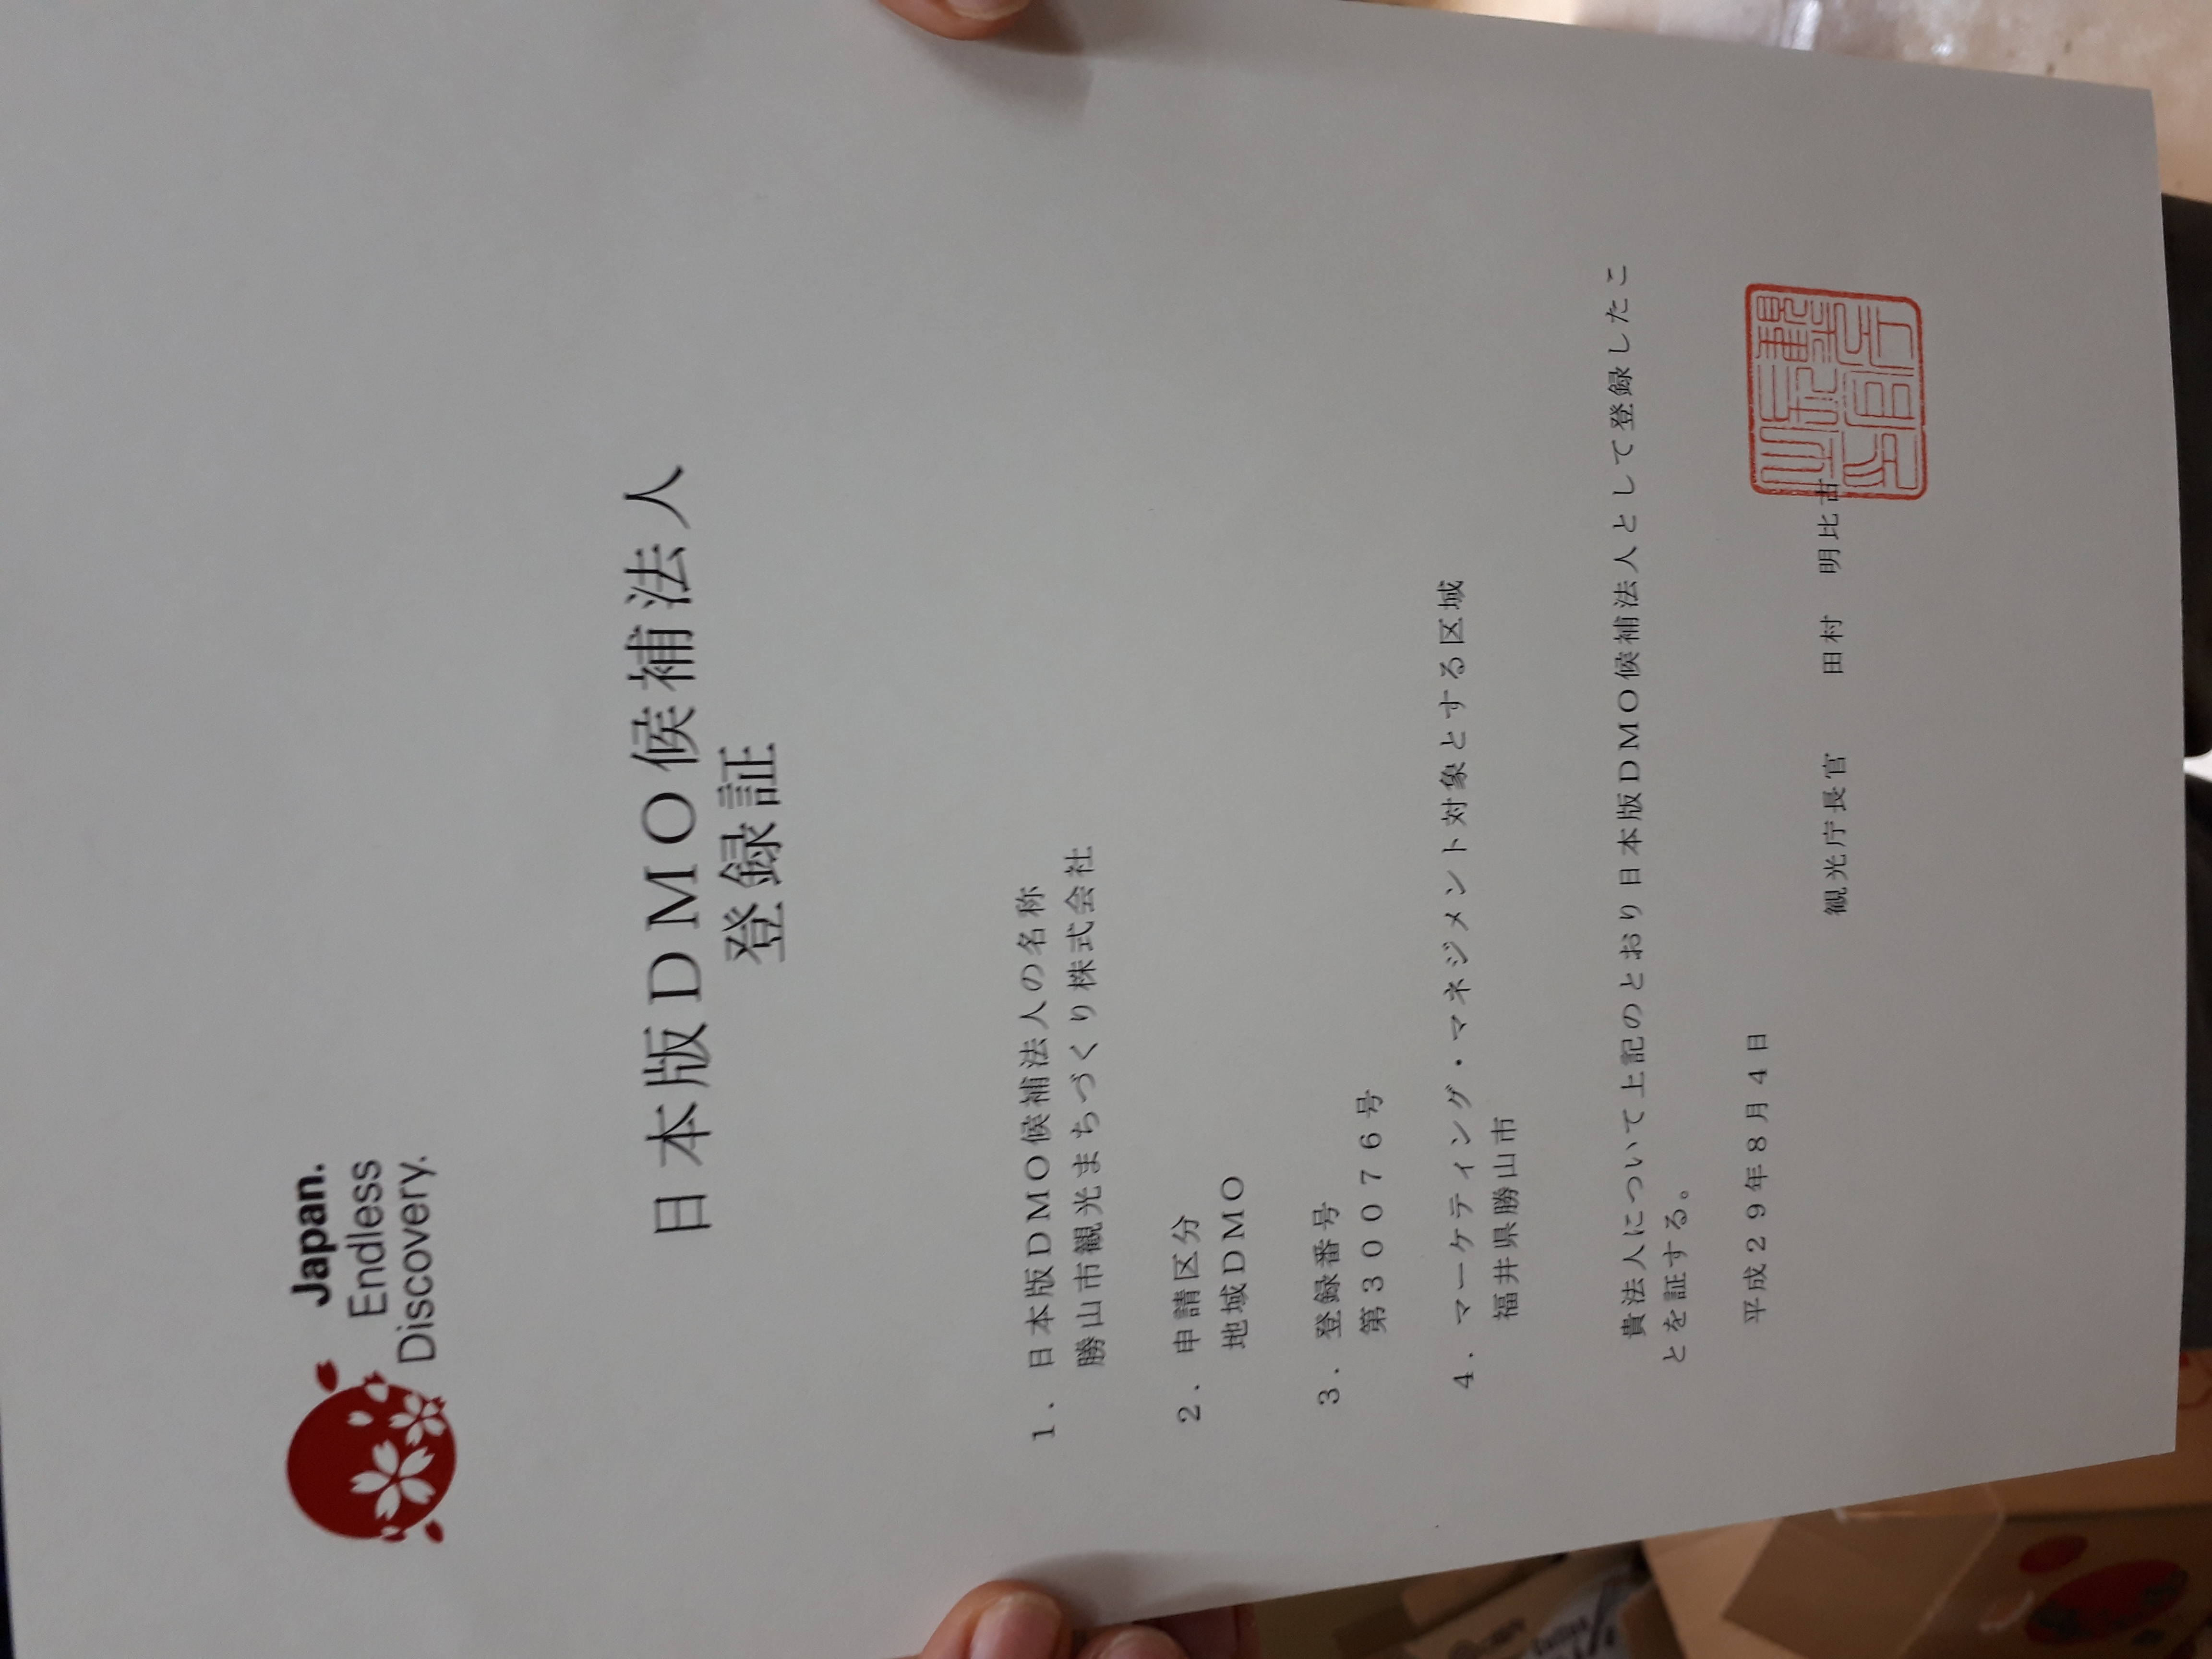 Japan.
Endless
Discovery.
日本版DMO候補法人
登録証
1. 日本版DMO候補法人の名称
勝山市観光まちづくり株式会社
2. 申請区分
地域DMO
3. 登録番号
第30076号
4. マーケティング・マネジメント対象とする区域
福井県勝山市
貴法人について上記のとおり日本版DMO候補法人として登録したこ
とを証する。
平成29年8月4日
観光庁長官 田村 明比古